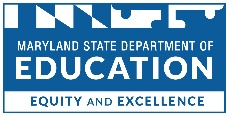 MARYLAND STATE DEPARTMENT OF
EDUCATION
EQUITY AND EXCELLENCE